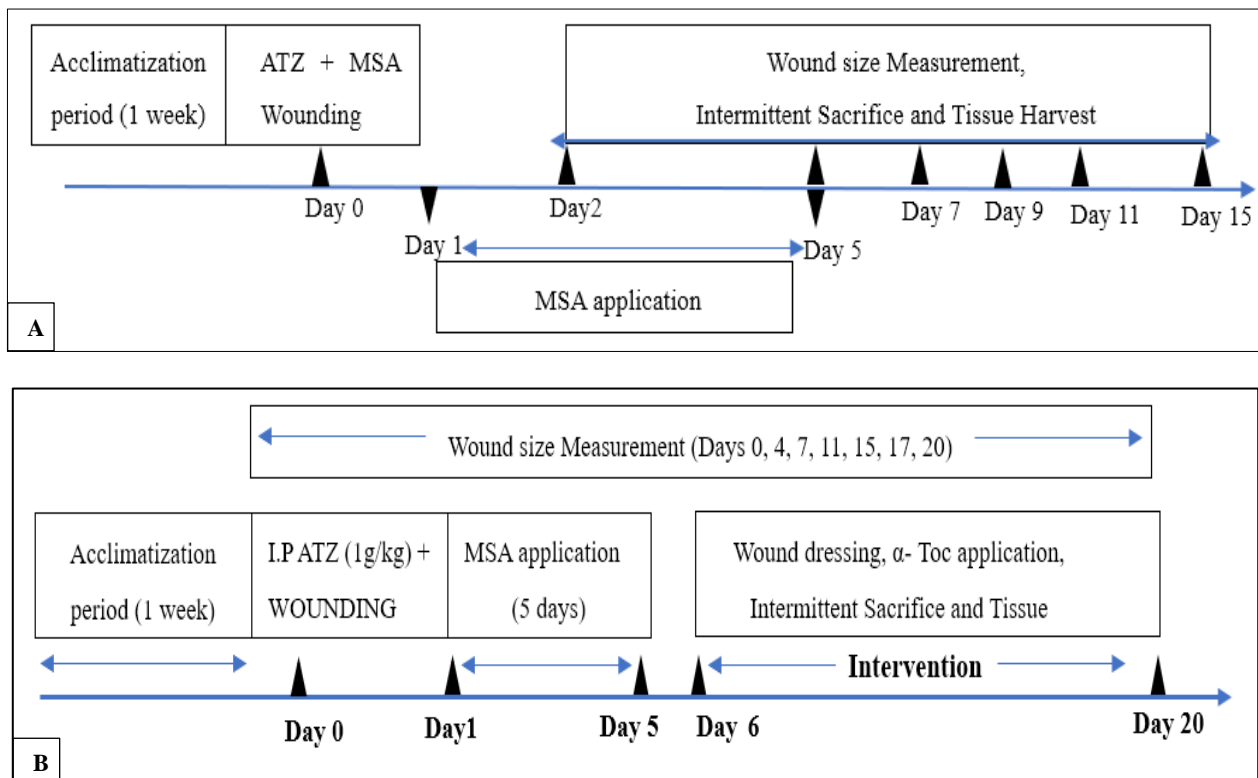 Acclimatization
period (1 week)
ATZ + MSA
Wounding
Wound size Measurement,
Intermittent Sacrifice and Tissue Harvest
Day 0
Day 1
Day2
Day 5
Day 7
Day 9
Day 11
Day 15
MSA application
A
Wound size Measurement (Days 0, 4, 7, 11, 15, 17, 20)
Acclimatization
period (1 week)
I.P ATZ (1g/kg) +
WOUNDING
MSA application
(5 days)
Wound dressing, α- Toc application,
Intermittent Sacrifice and Tissue
Intervention
Day 0
Day1
Day 5
Day 6
Day 20
B